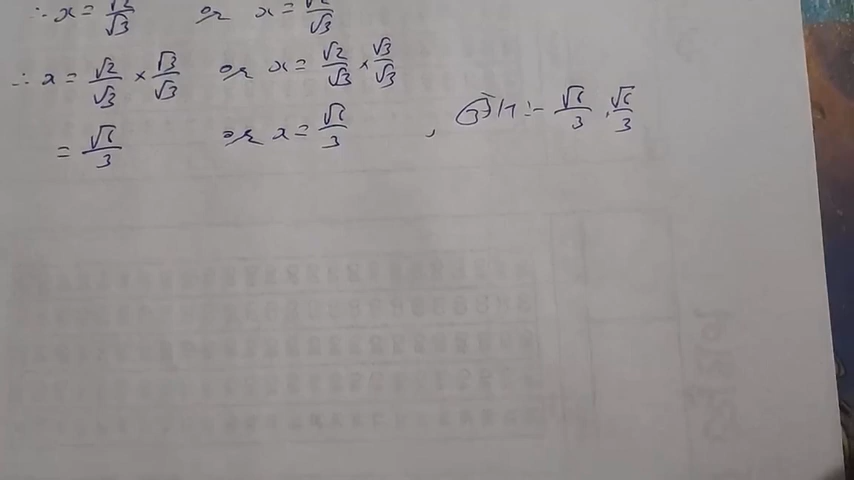 ∴ x = √2/√3 or x = √2/√3
∴ x = √2/√3 × √3/√3 or x = √2/√3 × √3/√3
= √6/3 or x = √6/3 , :- √6/3 , √6/3